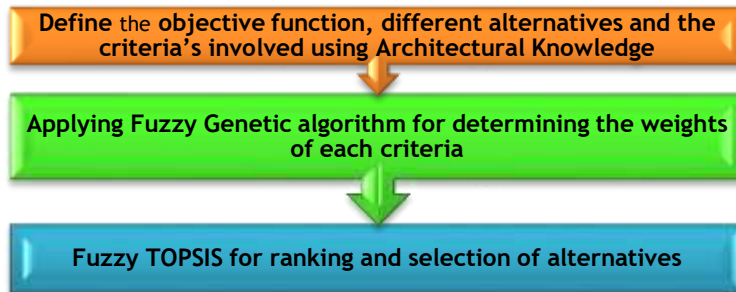 Define the objective function, different alternatives and the
criteria's involved using Architectural Knowledge
Applying Fuzzy Genetic algorithm for determining the weights
of each criteria
Fuzzy TOPSIS for ranking and selection of alternatives